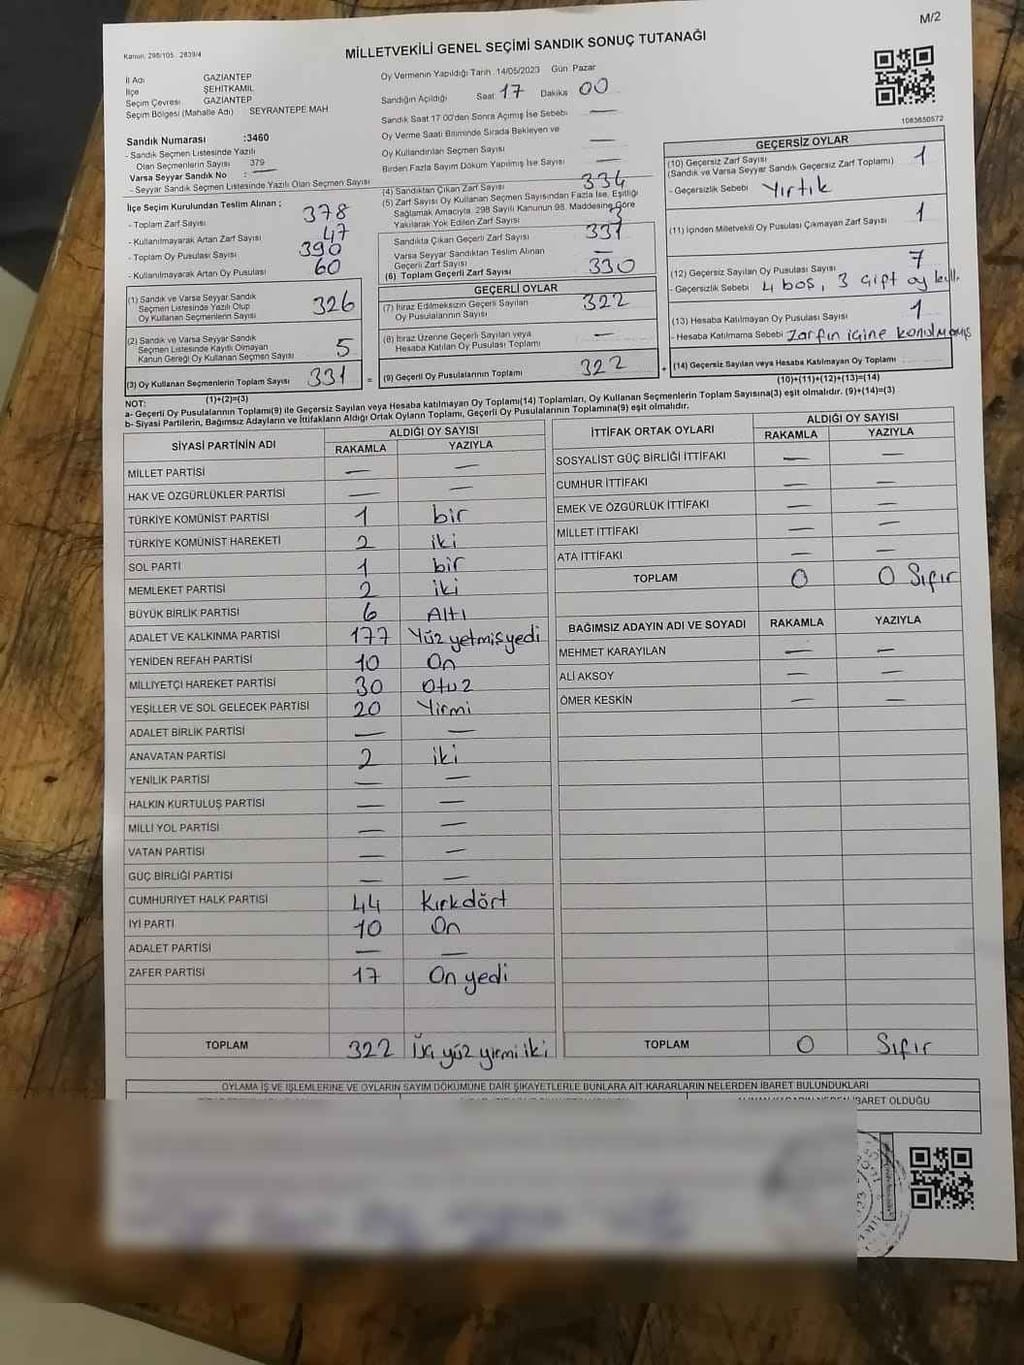 M/2
Kanun: 298/105 , 2839/4
MİLLETVEKİLİ GENEL SEÇİMİ SANDIK SONUÇ TUTANAĞI
İl Adı GAZİANTEP
İlçe ŞEHİTKAMİL
Seçim Çevresi GAZİANTEP
Seçim Bölgesi (Mahalle Adı) SEYRANTEPE MAH
Sandık Numarası :3460
- Sandık Seçmen Listesinde Yazılı
Olan Seçmenlerin Sayısı 379
Varsa Seyyar Sandık No : —
- Seyyar Sandık Seçmen Listesinde Yazılı Olan Seçmen Sayısı
Oy Vermenin Yapıldığı Tarih 14/05/2023 Gün Pazar
Sandığın Açıldığı Saat 17 Dakika 00
Sandık Saat 17:00'den Sonra Açılmış İse Sebebi —
Oy Verme Saati Bitiminde Sırada Bekleyen ve
Oy Kullandırılan Seçmen Sayısı —
Birden Fazla Sayım Döküm Yapılmış İse Sayısı —
1083650572
İlçe Seçim Kurulundan Teslim Alınan ;
- Toplam Zarf Sayısı 378
- Kullanılmayarak Artan Zarf Sayısı 47
- Toplam Oy Pusulası Sayısı 390
- Kullanılmayarak Artan Oy Pusulası 60
(1) Sandık ve Varsa Seyyar Sandık
Seçmen Listesinde Yazılı Olup
Oy Kullanan Seçmenlerin Sayısı 326
(2) Sandık ve Varsa Seyyar Sandık
Seçmen Listesinde Kayıtlı Olmayan
Kanun Gereği Oy Kullanan Seçmen Sayısı 5
(3) Oy Kullanan Seçmenlerin Toplam Sayısı 331
(1)+(2)=(3)
(4) Sandıktan Çıkan Zarf Sayısı 334
(5) Zarf Sayısı Oy Kullanan Seçmen Sayısından Fazla İse, Eşitliği
Sağlamak Amacıyla, 298 Sayılı Kanunun 98. Maddesine Göre
Yakılarak Yok Edilen Zarf Sayısı
Sandıkta Çıkan Geçerli Zarf Sayısı 331
Varsa Seyyar Sandıktan Teslim Alınan
Geçerli Zarf Sayısı —
(6) Toplam Geçerli Zarf Sayısı 330
GEÇERLİ OYLAR
(7) İtiraz Edilmeksizin Geçerli Sayılan
Oy Pusulalarının Sayısı 322
(8) İtiraz Üzerine Geçerli Sayılan veya
Hesaba Katılan Oy Pusulası Toplamı —
= (9) Geçerli Oy Pusulalarının Toplamı 322 +
GEÇERSİZ OYLAR
(10) Geçersiz Zarf Sayısı 1
(Sandık ve Varsa Seyyar Sandık Geçersiz Zarf Toplamı)
- Geçersizlik Sebebi Yırtık
(11) İçinden Milletvekili Oy Pusulası Çıkmayan Zarf Sayısı 1
(12) Geçersiz Sayılan Oy Pusulası Sayısı 7
- Geçersizlik Sebebi 4 boş, 3 çift oy kull.
(13) Hesaba Katılmayan Oy Pusulası Sayısı 1
- Hesaba Katılmama Sebebi Zarfın içine konulmamış
(14) Geçersiz Sayılan veya Hesaba Katılmayan Oy Toplamı
(10)+(11)+(12)+(13)=(14)
NOT:
a- Geçerli Oy Pusulalarının Toplamı(9) ile Geçersiz Sayılan veya Hesaba katılmayan Oy Toplamı(14) Toplamları, Oy Kullanan Seçmenlerin Toplam Sayısına(3) eşit olmalıdır. (9)+(14)=(3)
b- Siyasi Partilerin, Bağımsız Adayların ve İttifakların Aldığı Ortak Oyların Toplamı, Geçerli Oy Pusulalarının Toplamına(9) eşit olmalıdır.
SİYASİ PARTİNİN ADI ALDIĞI OY SAYISI
RAKAMLA YAZIYLA
MİLLET PARTİSİ — —
HAK VE ÖZGÜRLÜKLER PARTİSİ — —
TÜRKİYE KOMÜNİST PARTİSİ 1 bir
TÜRKİYE KOMÜNİST HAREKETİ 2 iki
SOL PARTİ 1 bir
MEMLEKET PARTİSİ 2 iki
BÜYÜK BİRLİK PARTİSİ 6 Altı
ADALET VE KALKINMA PARTİSİ 177 Yüz yetmiş yedi
YENİDEN REFAH PARTİSİ 10 On
MİLLİYETÇİ HAREKET PARTİSİ 30 Otuz
YEŞİLLER VE SOL GELECEK PARTİSİ 20 Yirmi
ADALET BİRLİK PARTİSİ — —
ANAVATAN PARTİSİ 2 iki
YENİLİK PARTİSİ — —
HALKIN KURTULUŞ PARTİSİ — —
MİLLİ YOL PARTİSİ — —
VATAN PARTİSİ — —
GÜÇ BİRLİĞİ PARTİSİ — —
CUMHURİYET HALK PARTİSİ 44 Kırk dört
İYİ PARTİ 10 On
ADALET PARTİSİ — —
ZAFER PARTİSİ 17 On yedi
TOPLAM 322 yüz yirmi iki
İTTİFAK ORTAK OYLARI ALDIĞI OY SAYISI
RAKAMLA YAZIYLA
SOSYALİST GÜÇ BİRLİĞİ İTTİFAKI — —
CUMHUR İTTİFAKI — —
EMEK VE ÖZGÜRLÜK İTTİFAKI — —
MİLLET İTTİFAKI — —
ATA İTTİFAKI — —
TOPLAM 0 0 Sıfır
BAĞIMSIZ ADAYIN ADI VE SOYADI RAKAMLA YAZIYLA
MEHMET KARAYILAN — —
ALİ AKSOY — —
ÖMER KESKİN — —
TOPLAM 0 Sıfır
OYLAMA İŞ VE İŞLEMLERİNE VE OYLARIN SAYIM DÖKÜMÜNE DAİR ŞİKAYETLERLE BUNLARA AİT KARARLARIN NELERDEN İBARET BULUNDUKLARI
İBARET OLDUĞU